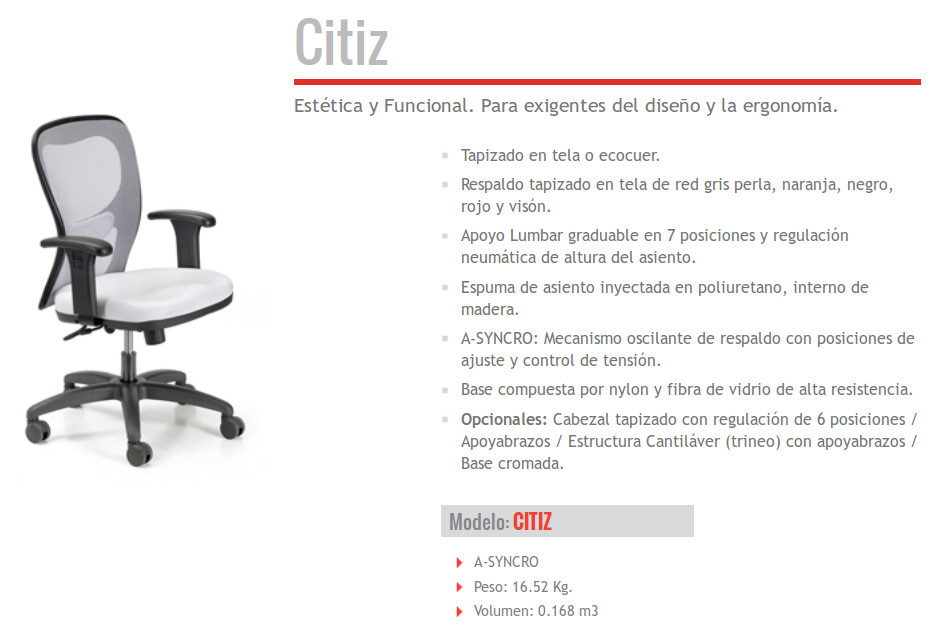 Citiz
Estética y Funcional. Para exigentes del diseño y la ergonomía.
Tapizado en tela o ecocuer.
Respaldo tapizado en tela de red gris perla, naranja, negro,
rojo y visón.
Apoyo Lumbar graduable en 7 posiciones y regulación
neumática de altura del asiento.
Espuma de asiento inyectada en poliuretano, interno de
madera.
A-SYNCRO: Mecanismo oscilante de respaldo con posiciones de
ajuste y control de tensión.
Base compuesta por nylon y fibra de vidrio de alta resistencia.
Opcionales: Cabezal tapizado con regulación de 6 posiciones /
Apoyabrazos / Estructura Cantiláver (trineo) con apoyabrazos /
Base cromada.
Modelo: CITIZ
A-SYNCRO
Peso: 16.52 Kg.
Volumen: 0.168 m3